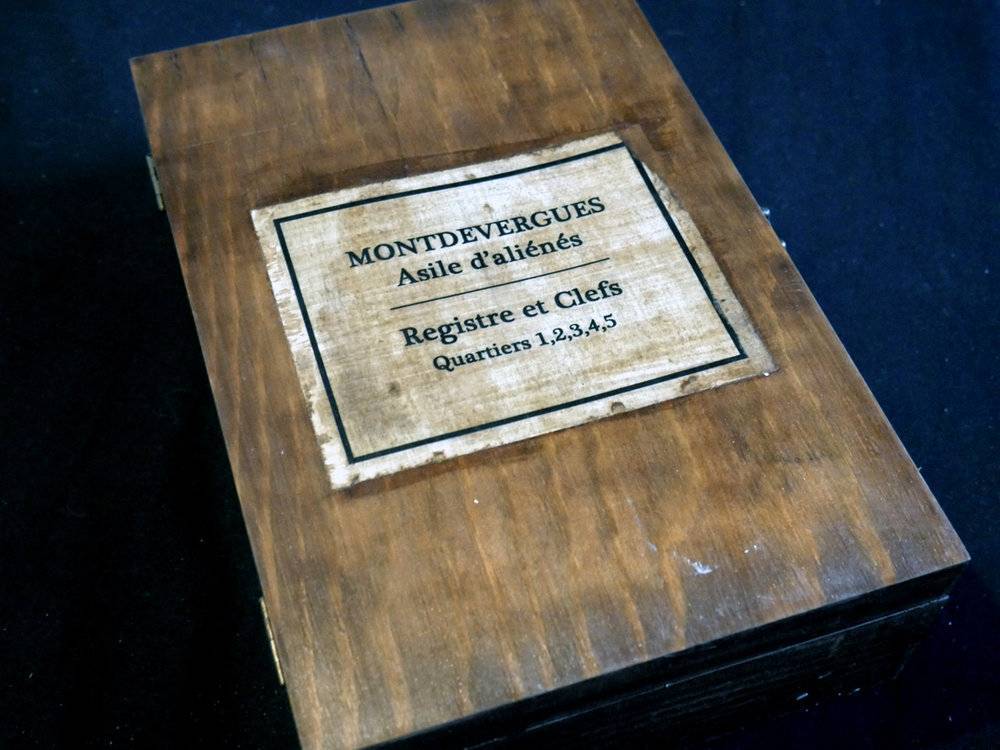 MONTDEVERGUES
Asile d'aliénés
Registre et Clefs
Quartiers 1,2,3,4,5